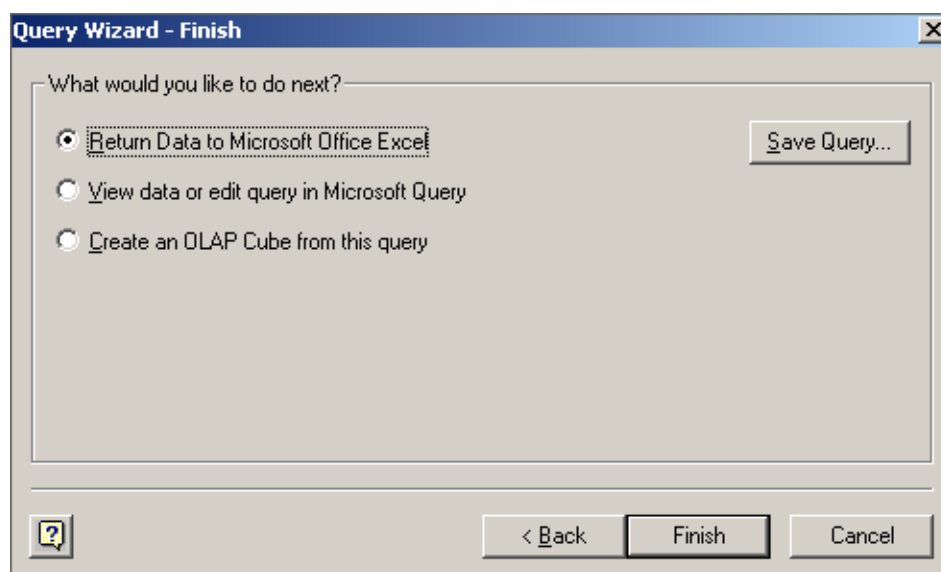 Query Wizard - Finish
What would you like to do next?
Return Data to Microsoft Office Excel
Save Query...
View data or edit query in Microsoft Query
Create an OLAP Cube from this query
?
< Back
Finish
Cancel